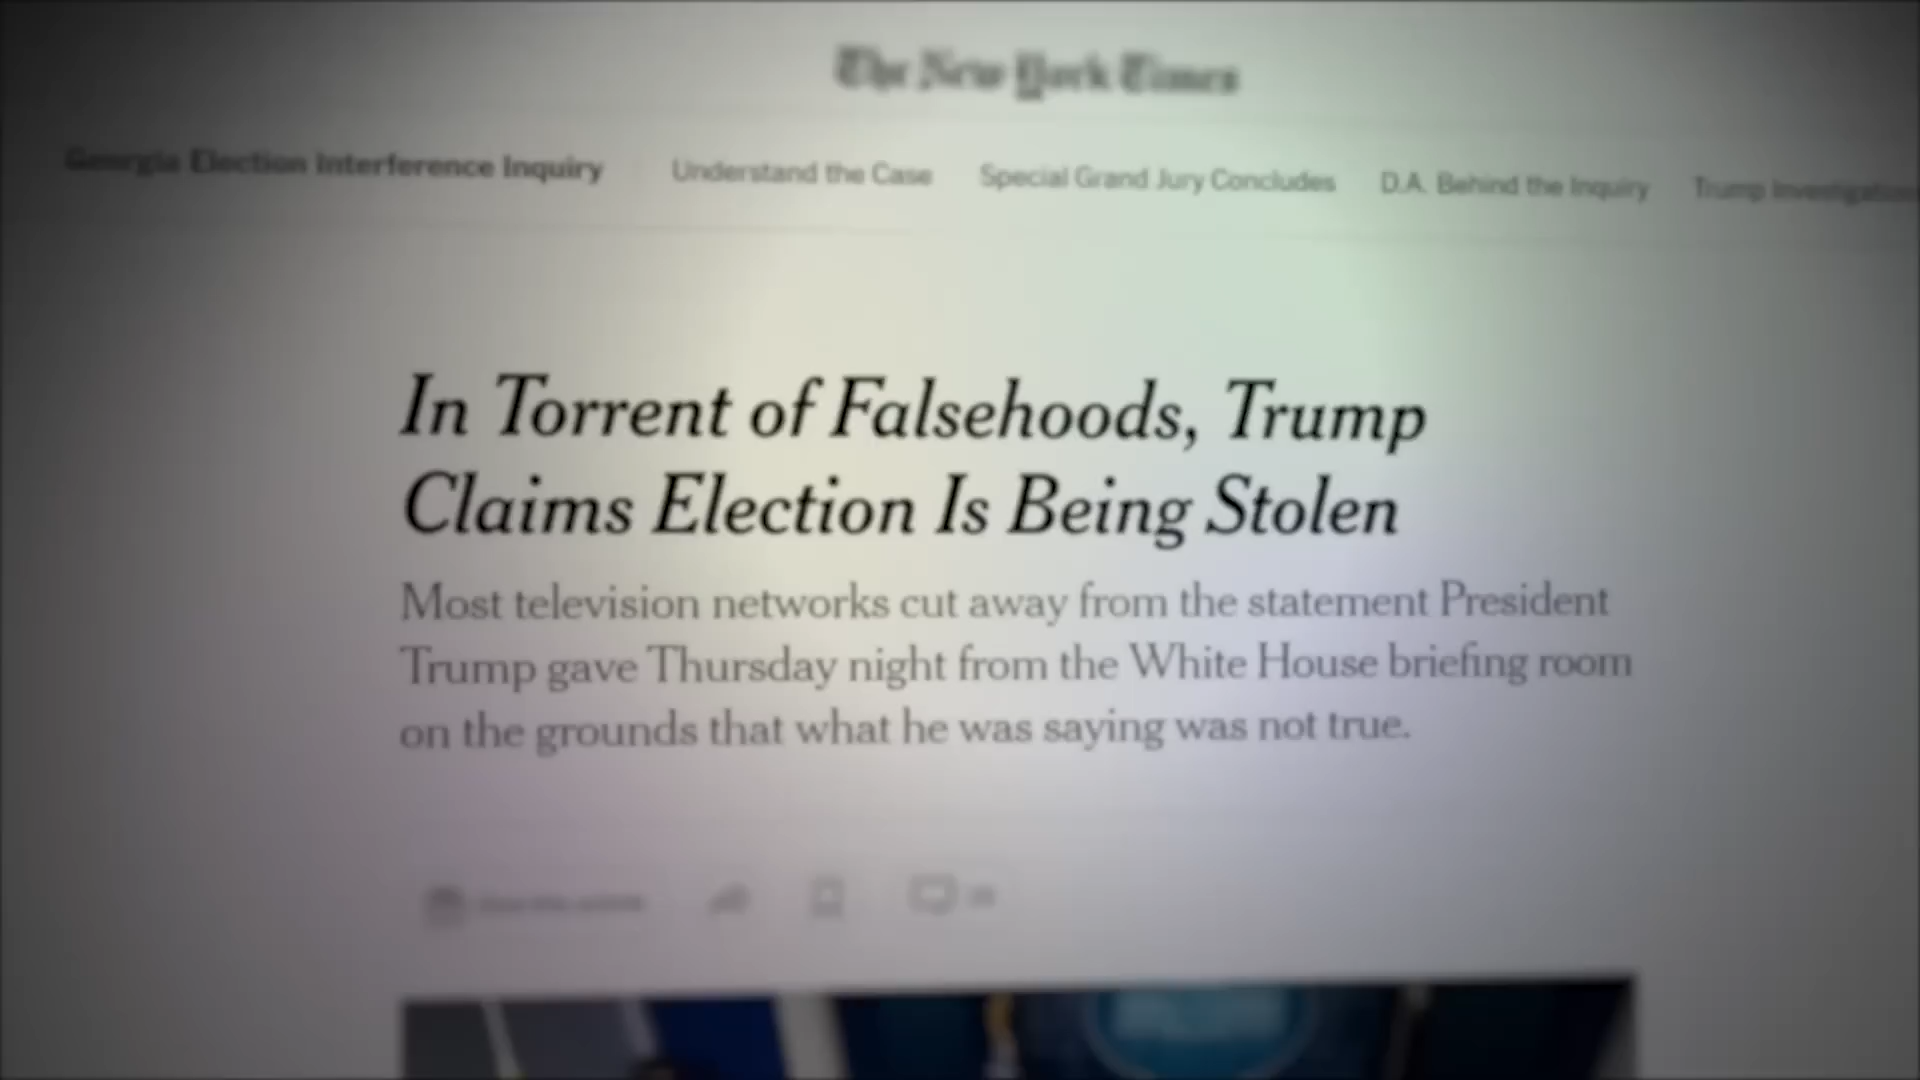 The New York Times
Georgia Election Interference Inquiry Understand the Case Special Grand Jury Concludes D.A. Behind the Inquiry Trump Investigations
In Torrent of Falsehoods, Trump
Claims Election Is Being Stolen
Most television networks cut away from the statement President
Trump gave Thursday night from the White House briefing room
on the grounds that what he was saying was not true.